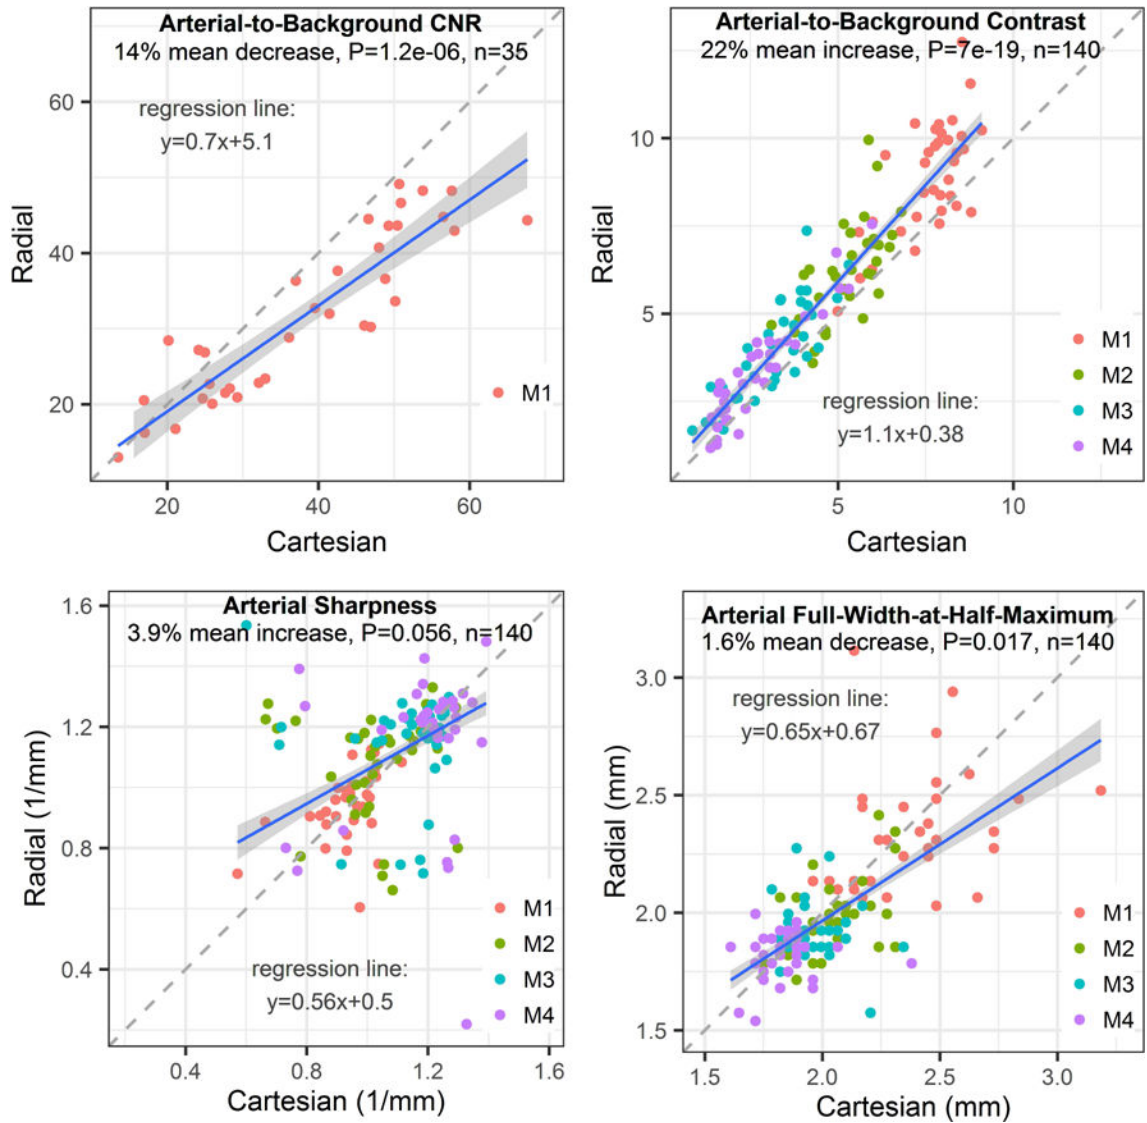 Arterial-to-Background CNR
14% mean decrease, P=1.2e-06, n=35
regression line:
y=0.7x+5.1
60
40
20
Radial
M1
20 40 60
Cartesian
Arterial-to-Background Contrast
22% mean increase, P=7e-19, n=140
10
5
Radial
M1
M2
M3
M4
regression line:
y=1.1x+0.38
5 10
Cartesian
Arterial Sharpness
3.9% mean increase, P=0.056, n=140
1.6
1.2
0.8
0.4
Radial (1/mm)
M1
M2
M3
M4
regression line:
y=0.56x+0.5
0.4 0.8 1.2 1.6
Cartesian (1/mm)
Arterial Full-Width-at-Half-Maximum
1.6% mean decrease, P=0.017, n=140
regression line:
y=0.65x+0.67
3.0
2.5
2.0
1.5
Radial (mm)
M1
M2
M3
M4
1.5 2.0 2.5 3.0
Cartesian (mm)